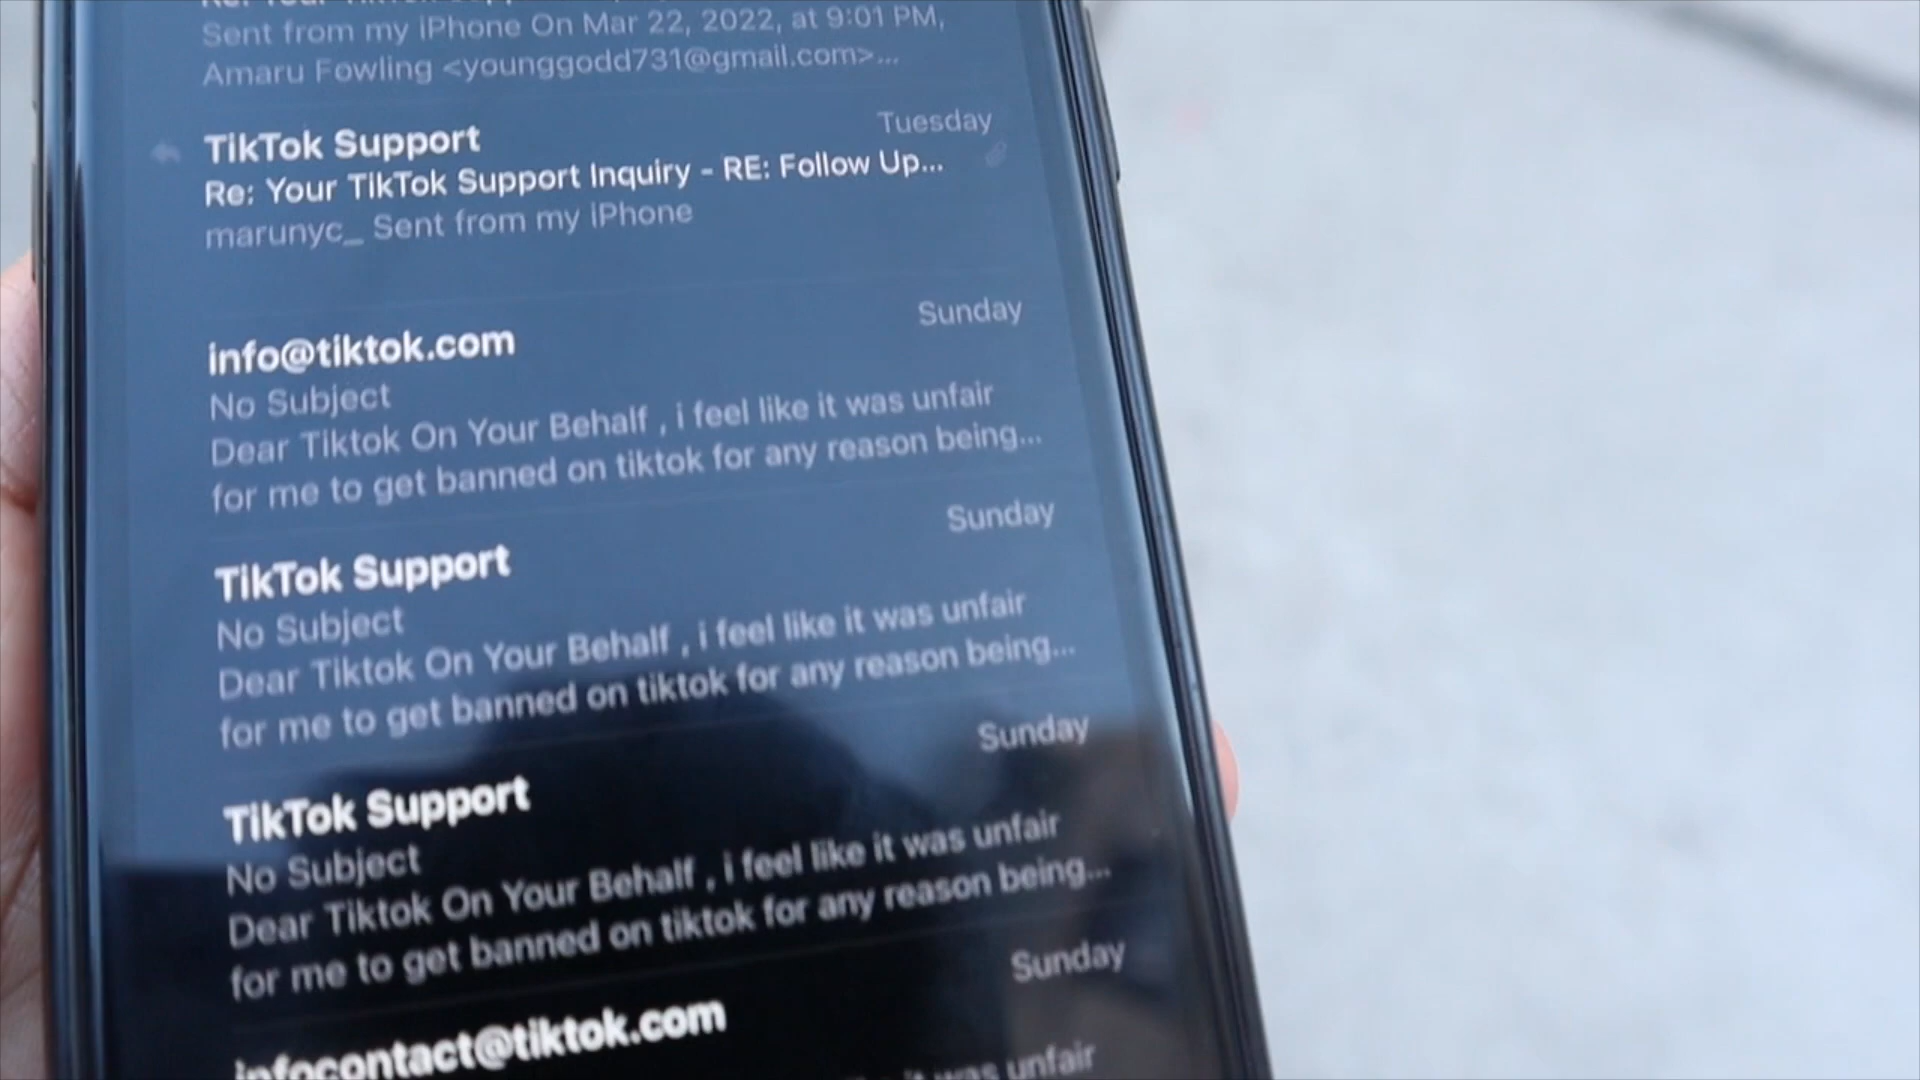 Sent from my iPhone On Mar 22, 2022, at 9:01 PM,
Amaru Fowling <younggodd731@gmail.com>...
TikTok Support
Tuesday
Re: Your TikTok Support Inquiry - RE: Follow Up...
marunyc_ Sent from my iPhone
info@tiktok.com
Sunday
No Subject
Dear Tiktok On Your Behalf , i feel like it was unfair
for me to get banned on tiktok for any reason being...
TikTok Support
Sunday
No Subject
Dear Tiktok On Your Behalf , i feel like it was unfair
for me to get banned on tiktok for any reason being...
TikTok Support
Sunday
No Subject
Dear Tiktok On Your Behalf , i feel like it was unfair
for me to get banned on tiktok for any reason being...
infocontact@tiktok.com
Sunday
it was unfair